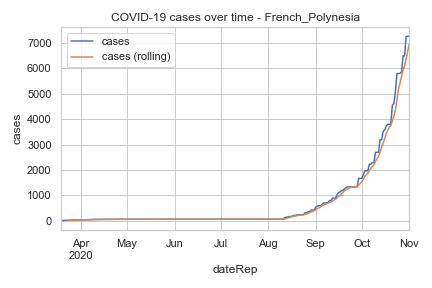 COVID-19 cases over time - French_Polynesia
cases
cases (rolling)
7000
6000
5000
4000
3000
2000
1000
0
cases
Apr May Jun Jul Aug Sep Oct Nov
2020
dateRep